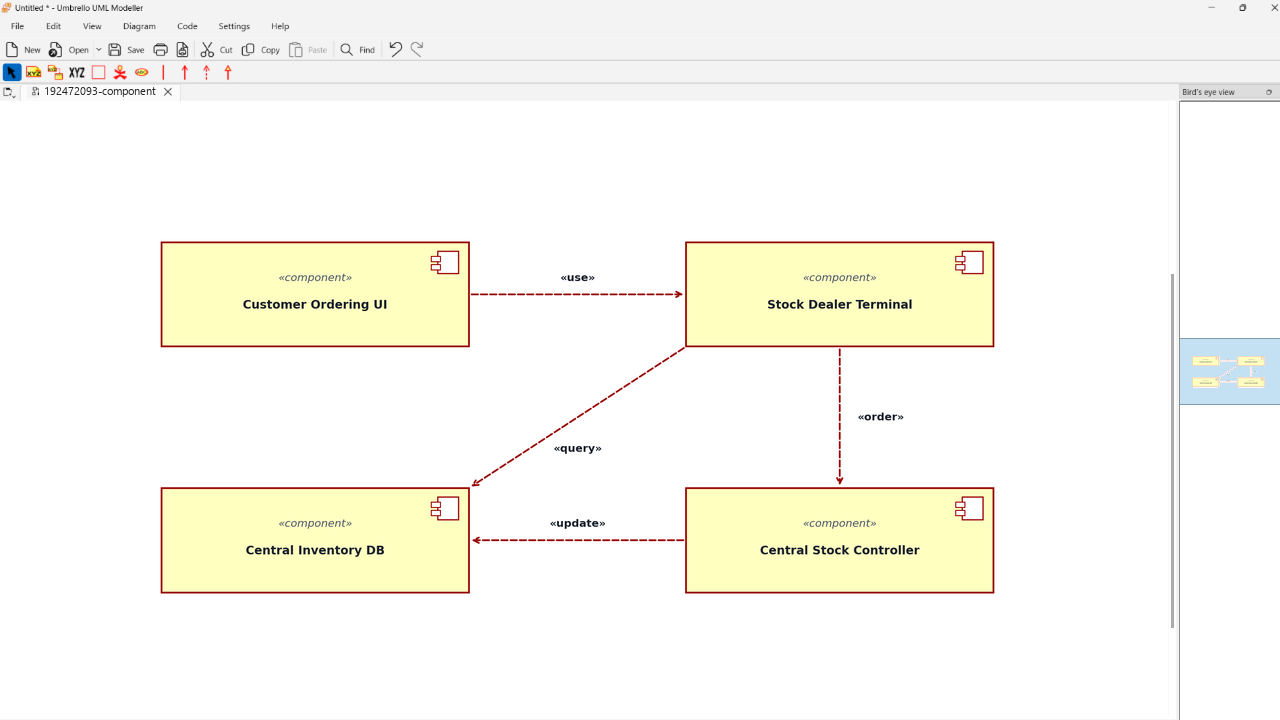 Untitled * - Umbrello UML Modeller
File Edit View Diagram Code Settings Help
New Open Save Cut Copy Paste Find
XYZ
192472093-component
Bird's eye view
«component»
Customer Ordering UI
«use»
«component»
Stock Dealer Terminal
«order»
«query»
«component»
Central Inventory DB
«update»
«component»
Central Stock Controller